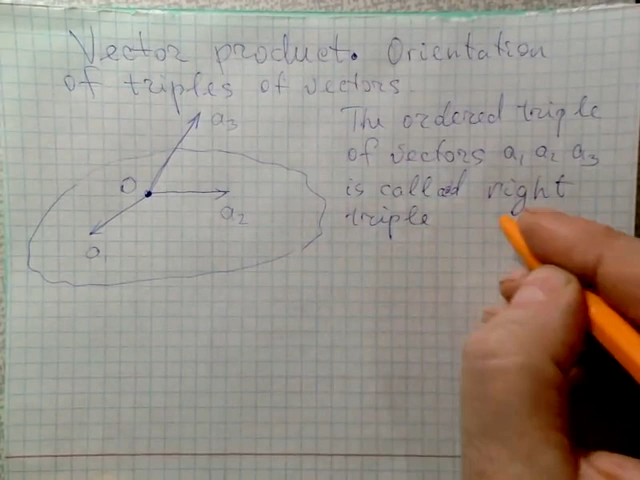 Vector product. Orientation
of triples of vectors
The ordered triple
of vectors a₁ a₂ a₃
is called right
triple
a₃
O
a₂
a₁